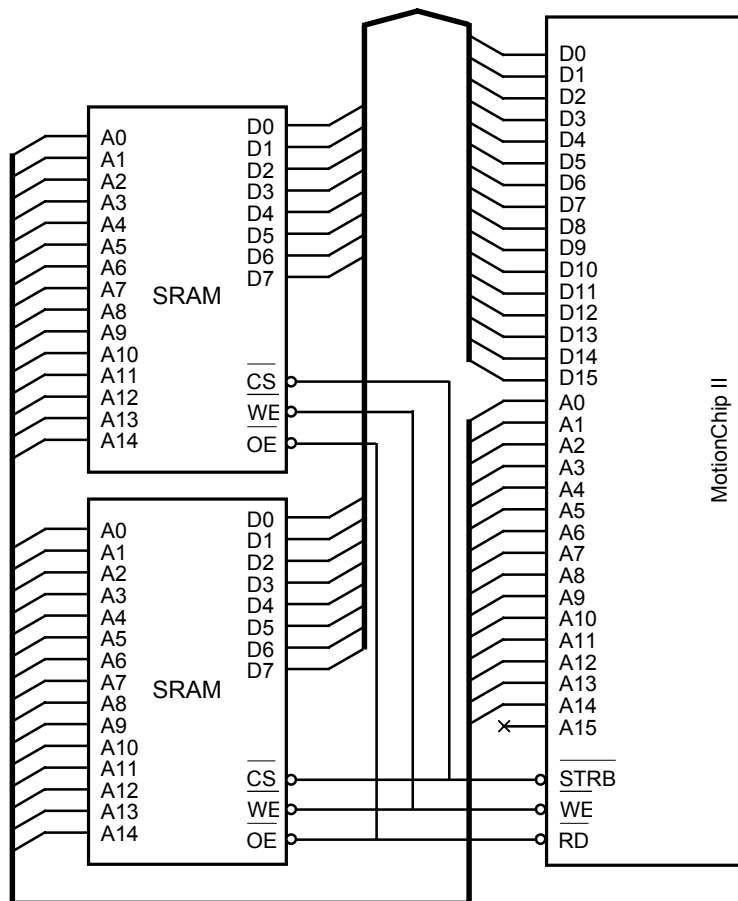 A0
A1
A2
A3
A4
A5
A6
A7
A8
A9
A10
A11
A12
A13
A14
SRAM
D0
D1
D2
D3
D4
D5
D6
D7
CS
WE
OE
A0
A1
A2
A3
A4
A5
A6
A7
A8
A9
A10
A11
A12
A13
A14
SRAM
D0
D1
D2
D3
D4
D5
D6
D7
CS
WE
OE
D0
D1
D2
D3
D4
D5
D6
D7
D8
D9
D10
D11
D12
D13
D14
D15
A0
A1
A2
A3
A4
A5
A6
A7
A8
A9
A10
A11
A12
A13
A14
A15
STRB
WE
RD
MotionChip II